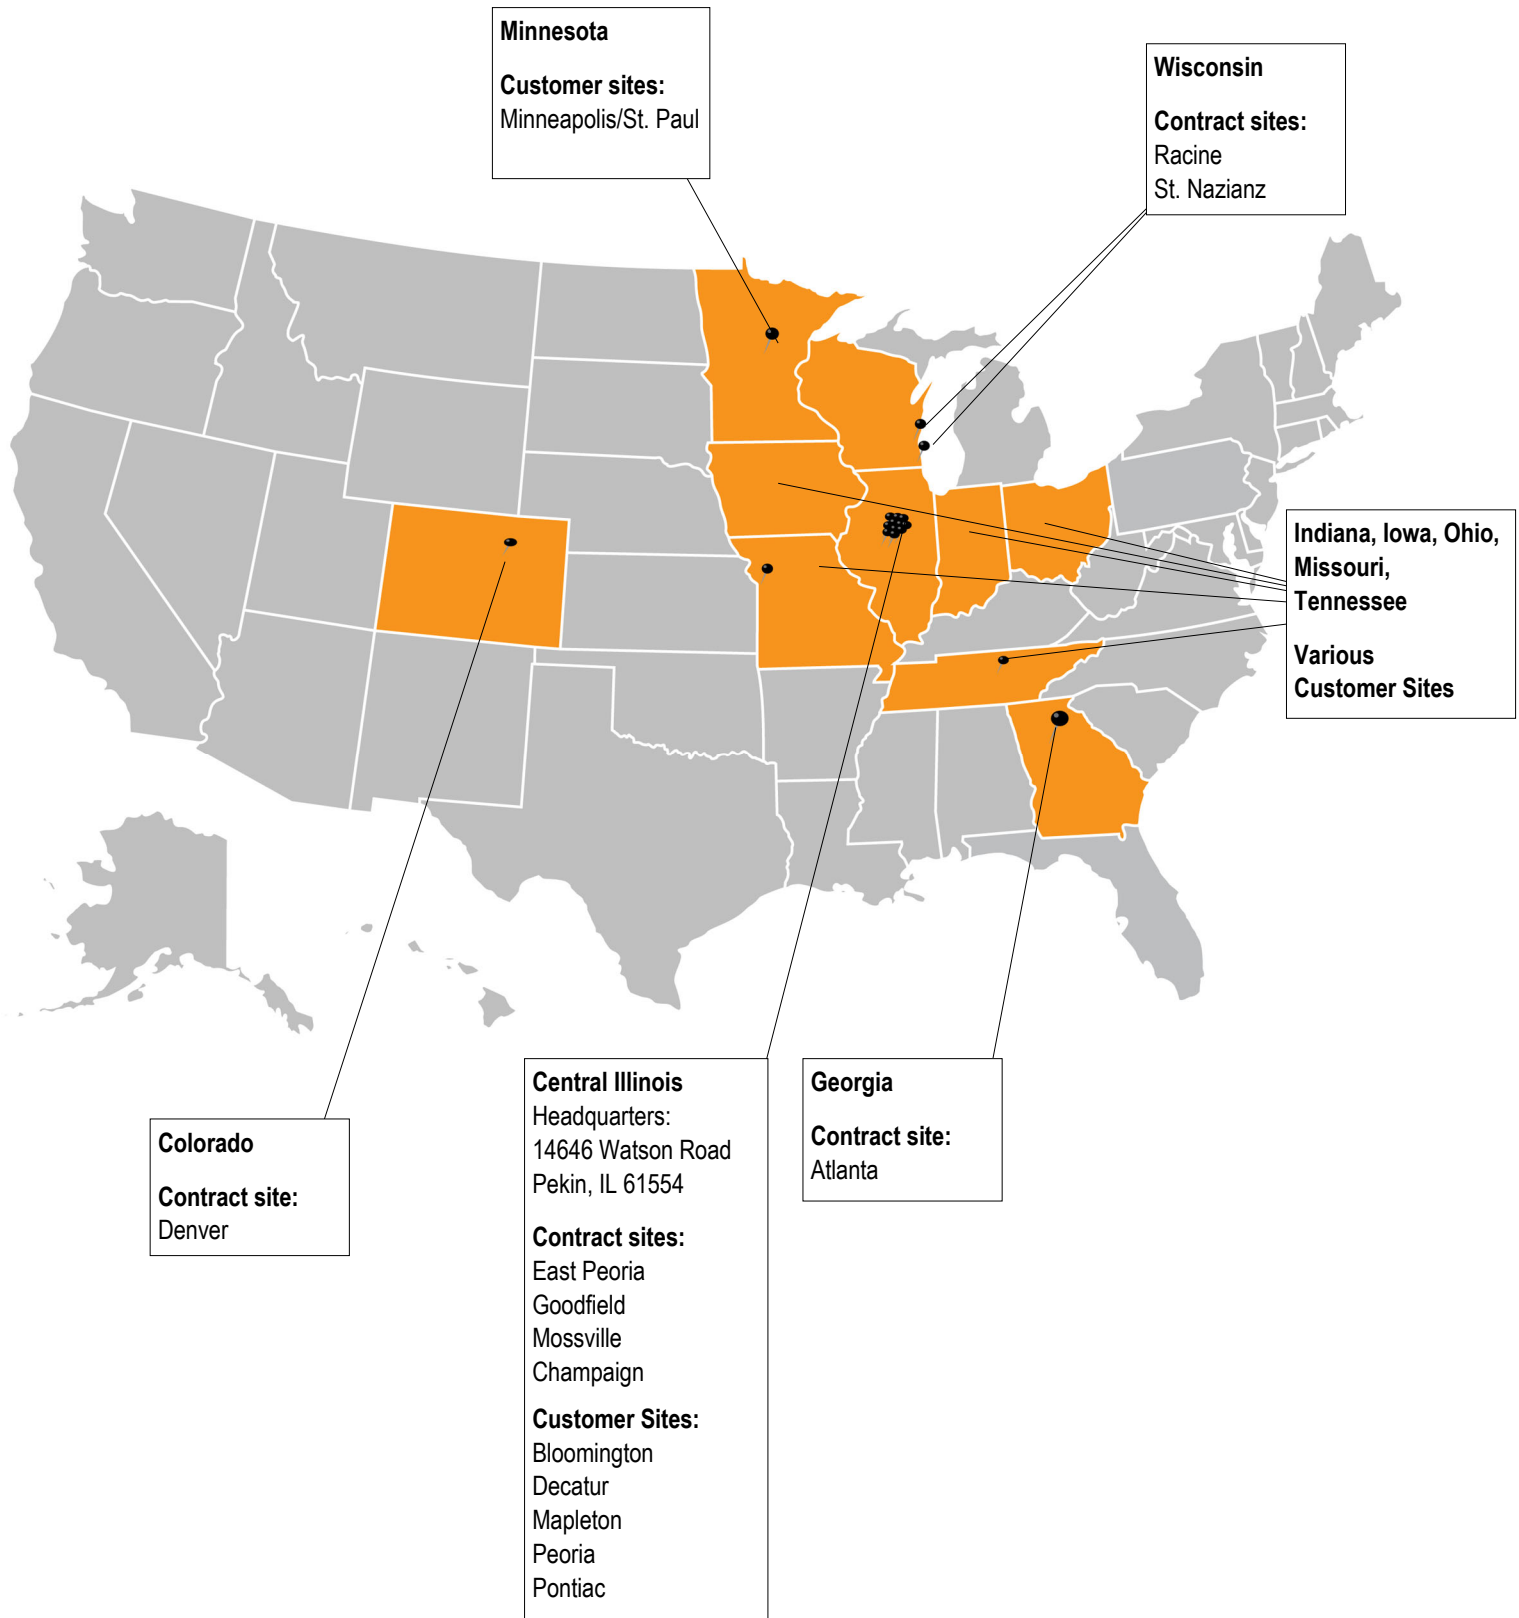 Minnesota
Customer sites:
Minneapolis/St. Paul
Wisconsin
Contract sites:
Racine
St. Nazianz
Indiana, Iowa, Ohio,
Missouri,
Tennessee
Various
Customer Sites
Colorado
Contract site:
Denver
Central Illinois
Headquarters:
14646 Watson Road
Pekin, IL 61554
Contract sites:
East Peoria
Goodfield
Mossville
Champaign
Customer Sites:
Bloomington
Decatur
Mapleton
Peoria
Pontiac
Georgia
Contract site:
Atlanta